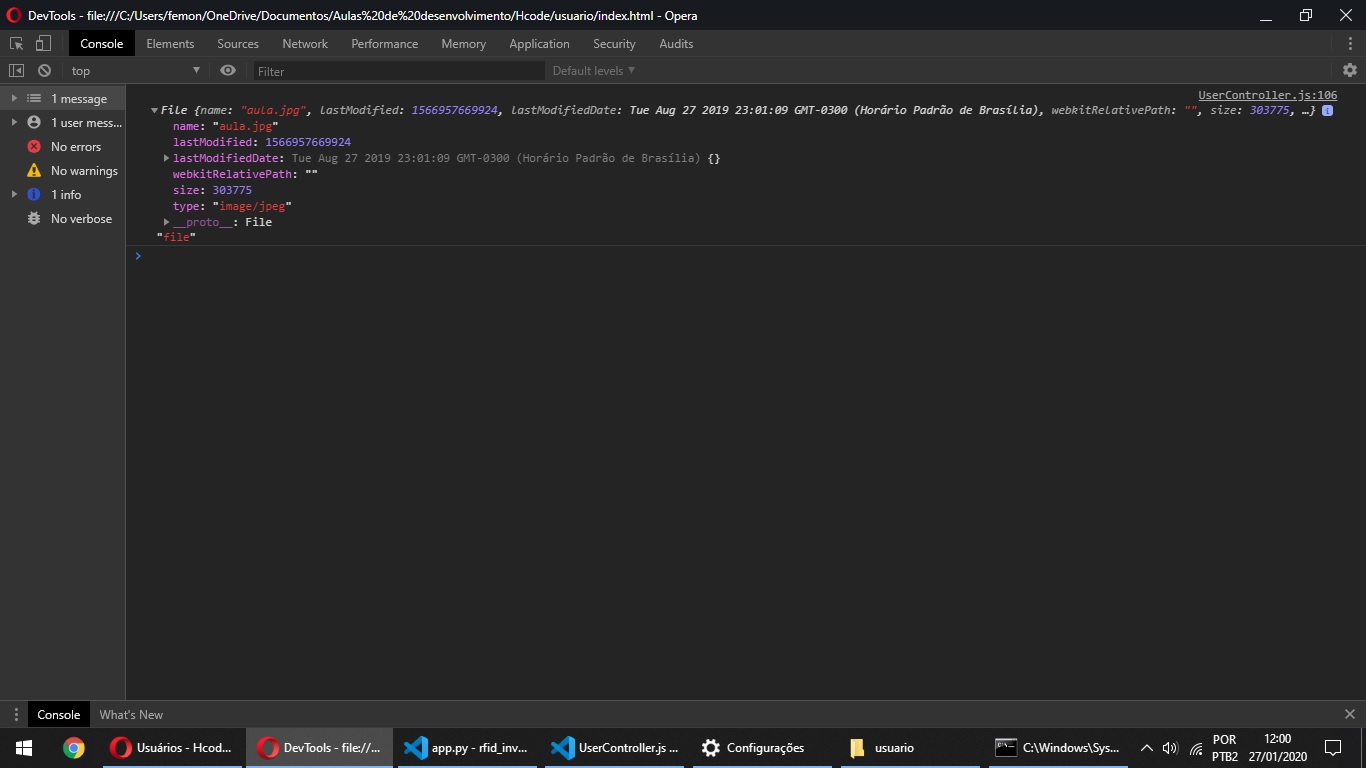 DevTools - file:///C:/Users/femon/OneDrive/Documentos/Aulas%20de%20desenvolvimento/Hcode/usuario/index.html - Opera
Console Elements Sources Network Performance Memory Application Security Audits
top Filter Default levels
1 message
1 user mess...
No errors
No warnings
1 info
No verbose
UserController.js:106
File {name: "aula.jpg", lastModified: 1566957669924, lastModifiedDate: Tue Aug 27 2019 23:01:09 GMT-0300 (Horário Padrão de Brasília), webkitRelativePath: "", size: 303775, …}
name: "aula.jpg"
lastModified: 1566957669924
lastModifiedDate: Tue Aug 27 2019 23:01:09 GMT-0300 (Horário Padrão de Brasília) {}
webkitRelativePath: ""
size: 303775
type: "image/jpeg"
__proto__: File
"file"
Console What's New
Usuários - Hcod... DevTools - file://... app.py - rfid_inv... UserController.js ... Configurações usuario C:\Windows\Sys...
POR
PTB2
12:00
27/01/2020